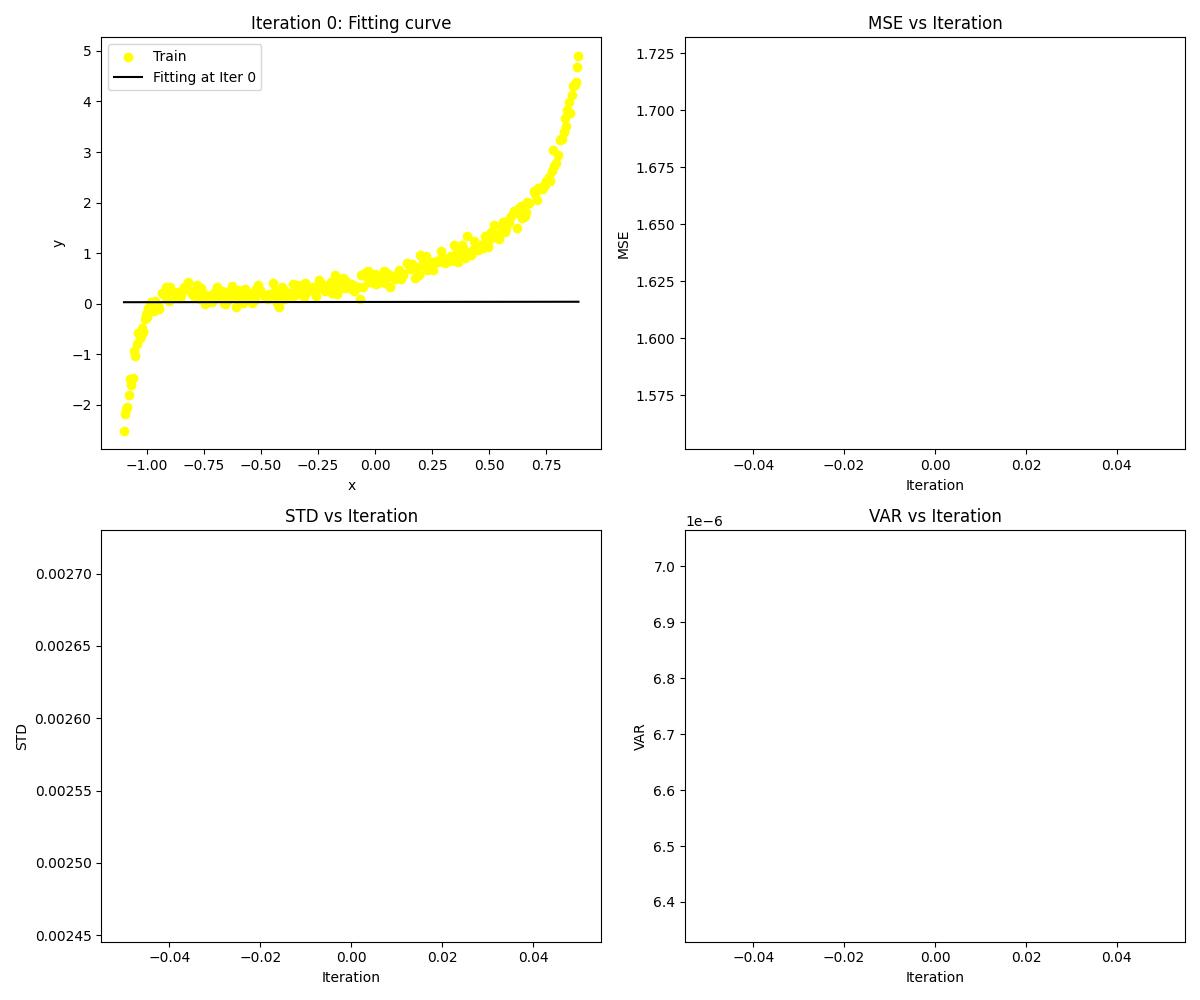 Iteration 0: Fitting curve
Train
Fitting at Iter 0
5
4
3
2
1
0
−1
−2
y
−1.00 −0.75 −0.50 −0.25 0.00 0.25 0.50 0.75
x
MSE vs Iteration
1.725
1.700
1.675
1.650
1.625
1.600
1.575
MSE
−0.04 −0.02 0.00 0.02 0.04
Iteration
STD vs Iteration
0.00270
0.00265
0.00260
0.00255
0.00250
0.00245
STD
−0.04 −0.02 0.00 0.02 0.04
Iteration
VAR vs Iteration
1e−6
7.0
6.9
6.8
6.7
6.6
6.5
6.4
VAR
−0.04 −0.02 0.00 0.02 0.04
Iteration